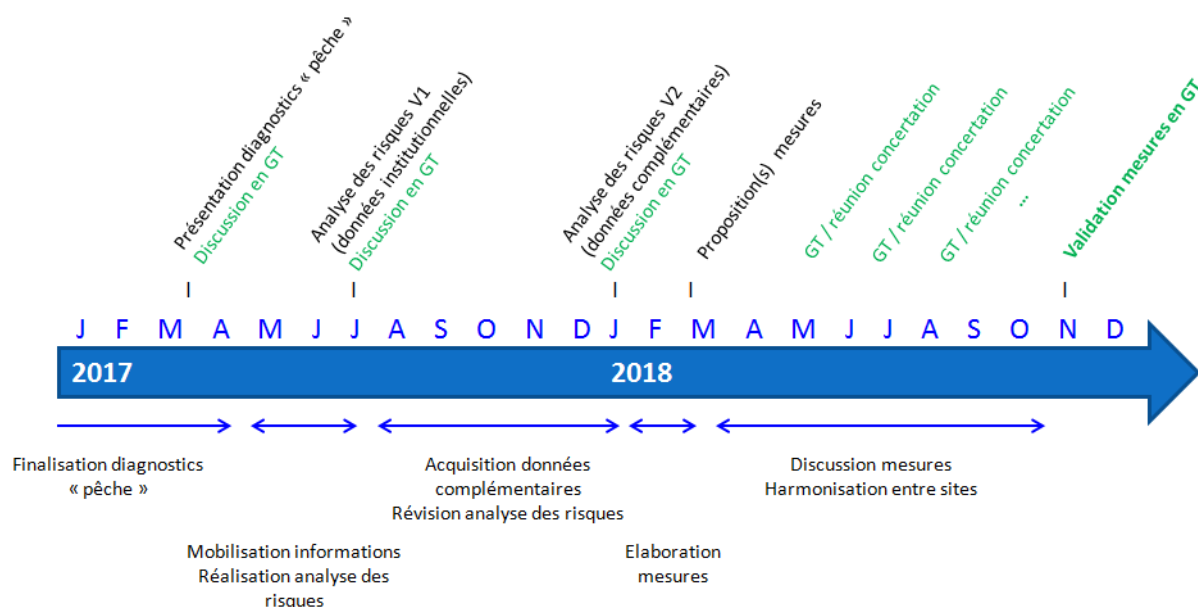 Présentation diagnostics « pêche »
Discussion en GT
Analyse des risques V1
(données institutionnelles)
Discussion en GT
Analyse des risques V2
(données complémentaires)
Discussion en GT
Proposition(s) mesures
GT / réunion concertation
GT / réunion concertation
GT / réunion concertation
...
Validation mesures en GT
J F M A M J J A S O N D J F M A M J J A S O N D
2017 2018
Finalisation diagnostics
« pêche »
Mobilisation informations
Réalisation analyse des
risques
Acquisition données
complémentaires
Révision analyse des risques
Elaboration
mesures
Discussion mesures
Harmonisation entre sites